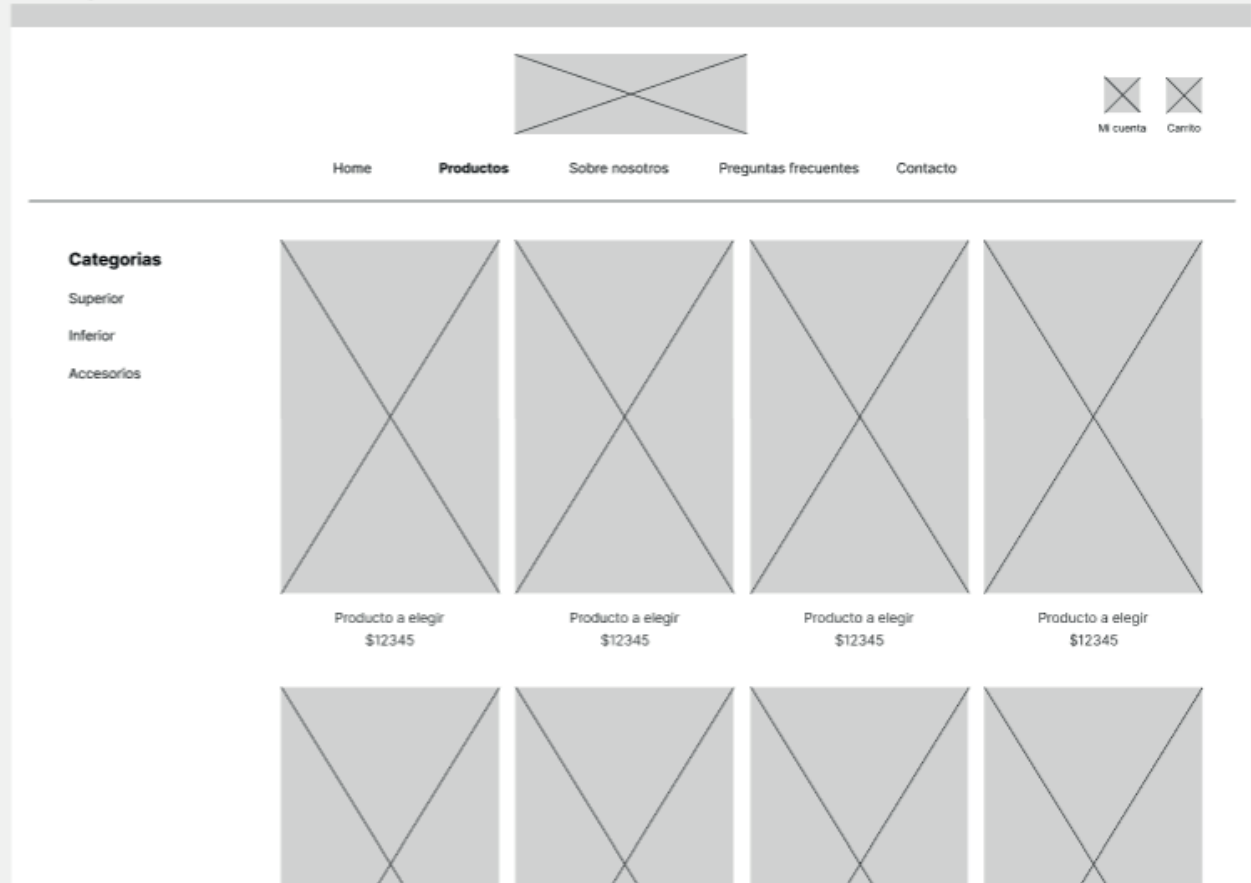 Mi cuenta Carrito
Home Productos Sobre nosotros Preguntas frecuentes Contacto
Categorias
Superior
Inferior
Accesorios
Producto a elegir Producto a elegir Producto a elegir Producto a elegir
$12345 $12345 $12345 $12345